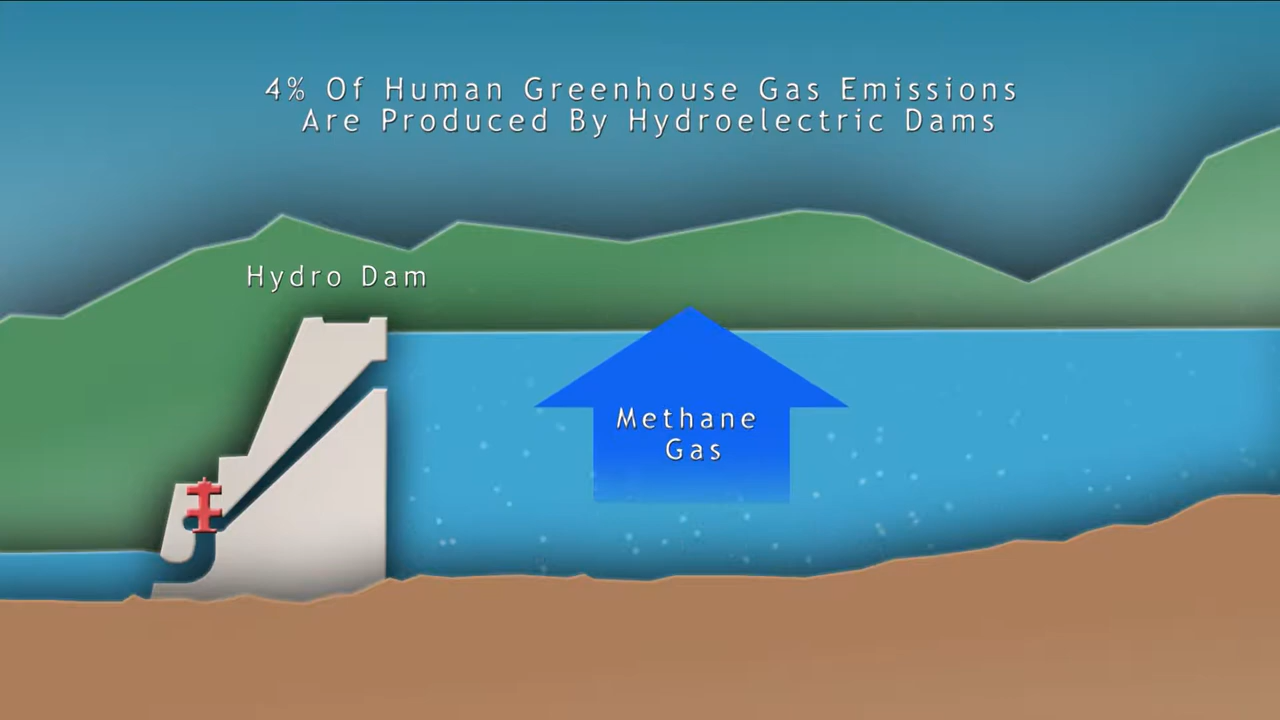 4% Of Human Greenhouse Gas Emissions
Are Produced By Hydroelectric Dams
Hydro Dam
Methane
Gas